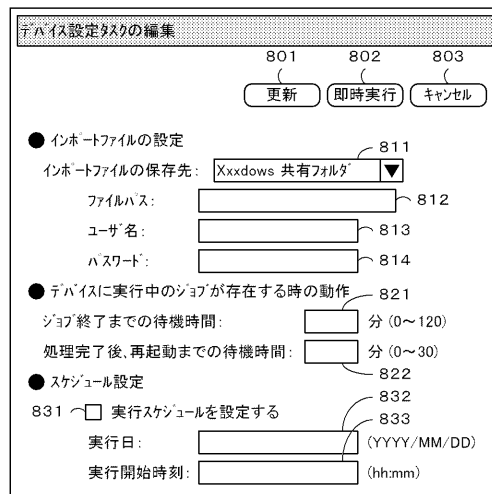 デバイス設定タスクの編集
801 802 803
更新 即時実行 キャンセル
● インポートファイルの設定
811
インポートファイルの保存先: Xxxdows 共有フォルダ ▼
ファイルパス: 812
ユーザ名: 813
パスワード: 814
● デバイスに実行中のジョブが存在する時の動作
821
ジョブ終了までの待機時間: 分 (0~120)
処理完了後、再起動までの待機時間: 分 (0~30)
822
● スケジュール設定
832
831 実行スケジュールを設定する
833
実行日: (YYYY/MM/DD)
実行開始時刻: (hh:mm)